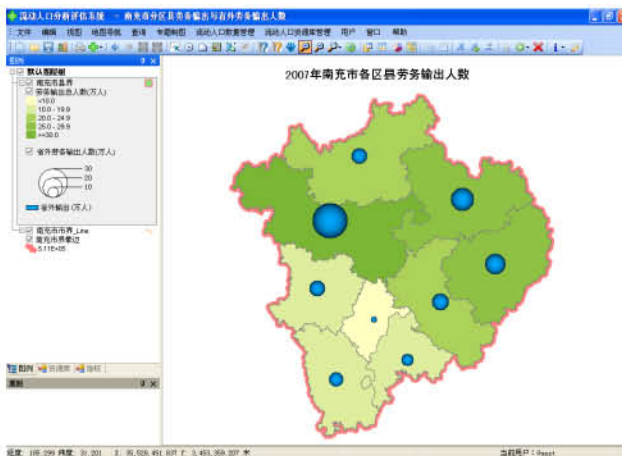 流动人口分析评估系统 - 南充市分区县劳务输出与省外劳务输出人数
文件 编辑 视图 地图导航 查询 专题制图 流动人口数量管理 流动人口资源库管理 用户 窗口 帮助
图例
默认图层组
南充市县界
劳务输出总人数(万人)
<10.0
10.0 - 19.9
20.0 - 24.9
25.0 - 29.9
>=30.0
省外劳务输出人数(万人)
30
20
10
省外输出(万人)
南充市市界_Line
南充市市界晕边
图例 资源库
2007年南充市各区县劳务输出人数
当前用户: Guest